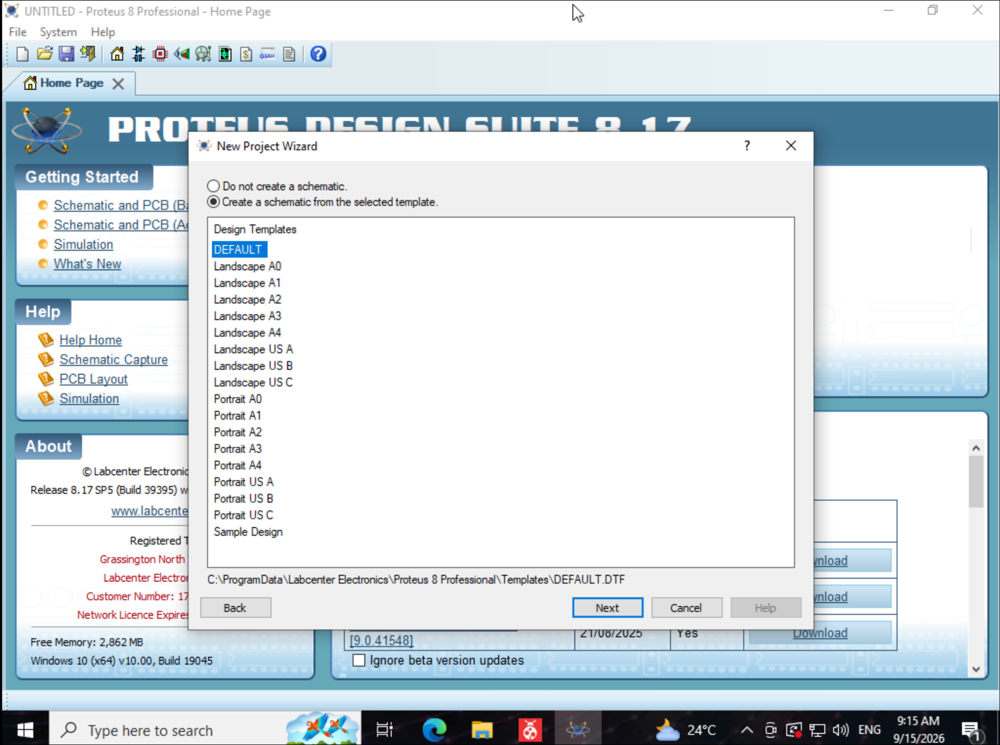 UNTITLED - Proteus 8 Professional - Home Page
File System Help
Home Page
PROTEUS DESIGN SUITE 8.17
New Project Wizard
?
Do not create a schematic.
Create a schematic from the selected template.
Design Templates
DEFAULT
Landscape A0
Landscape A1
Landscape A2
Landscape A3
Landscape A4
Landscape US A
Landscape US B
Landscape US C
Portrait A0
Portrait A1
Portrait A2
Portrait A3
Portrait A4
Portrait US A
Portrait US B
Portrait US C
Sample Design
C:\ProgramData\Labcenter Electronics\Proteus 8 Professional\Templates\DEFAULT.DTF
Back Next Cancel Help
Getting Started
Schematic and PCB (Ba
Schematic and PCB (Ac
Simulation
What's New
Help
Help Home
Schematic Capture
PCB Layout
Simulation
About
© Labcenter Electronic
Release 8.17 SP5 (Build 39395) w
www.labcente
Registered T
Grassington North
Labcenter Electror
Customer Number: 17
Network Licence Expires
Free Memory: 2,862 MB
Windows 10 (x64) v10.00, Build 19045
wnload
wnload
[9.0.41548] 21/08/2025 Yes Download
Ignore beta version updates
Type here to search
24°C
ENG
9:15 AM
9/15/2026
1